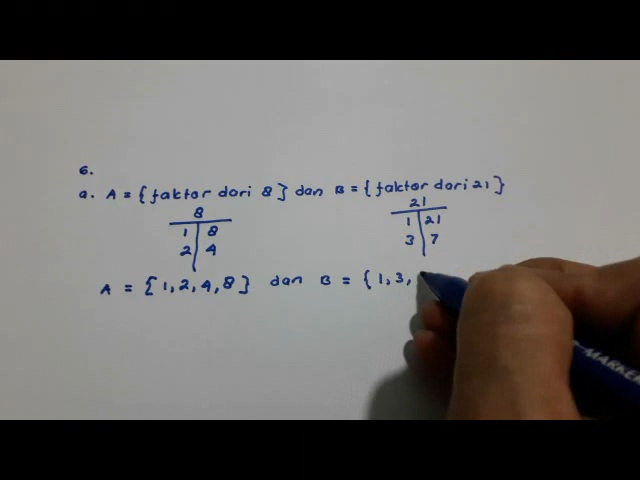 6.
a. A = {faktor dari 8} dan B = {faktor dari 21}
8 21
1 8 1 21
2 4 3 7
A = {1, 2, 4, 8} dan B = {1, 3,
-MARKER